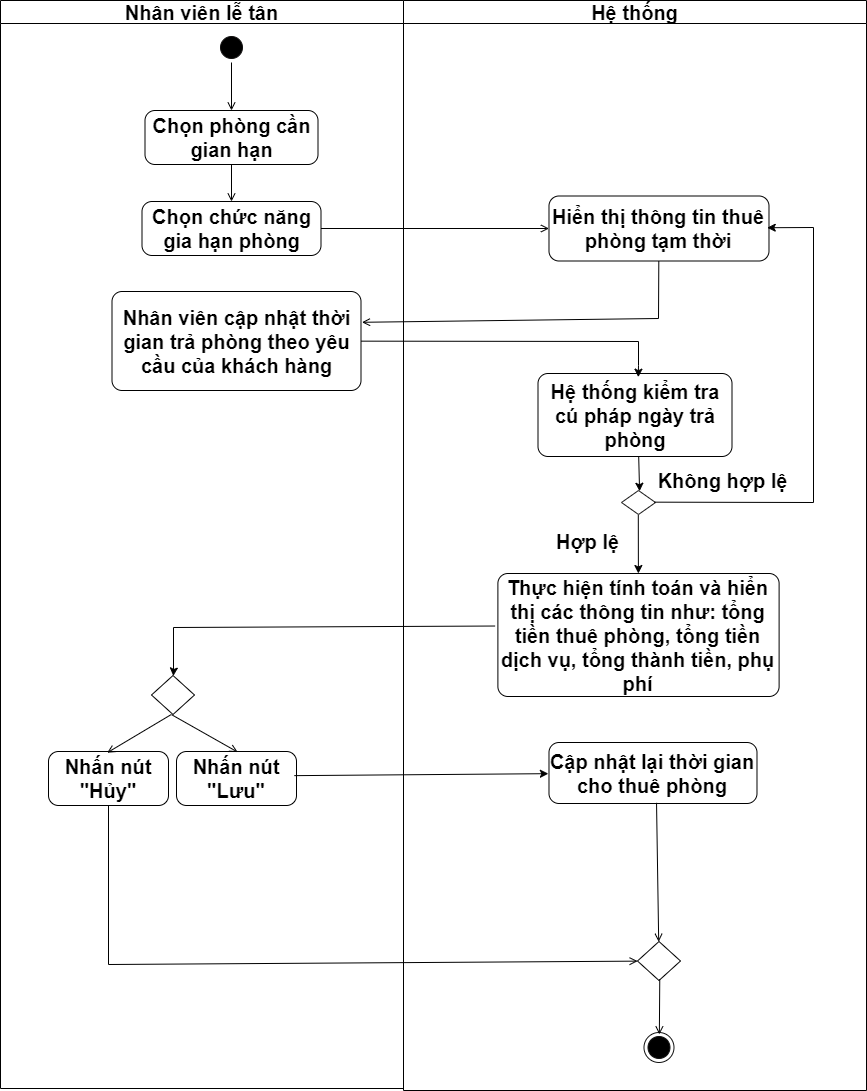 Nhân viên lễ tân
Hệ thống
Chọn phòng cần
gian hạn
Chọn chức năng
gia hạn phòng
Hiển thị thông tin thuê
phòng tạm thời
Nhân viên cập nhật thời
gian trả phòng theo yêu
cầu của khách hàng
Hệ thống kiểm tra
cú pháp ngày trả
phòng
Không hợp lệ
Hợp lệ
Thực hiện tính toán và hiển
thị các thông tin như: tổng
tiền thuê phòng, tổng tiền
dịch vụ, tổng thành tiền, phụ
phí
Nhấn nút
"Hủy"
Nhấn nút
"Lưu"
Cập nhật lại thời gian
cho thuê phòng